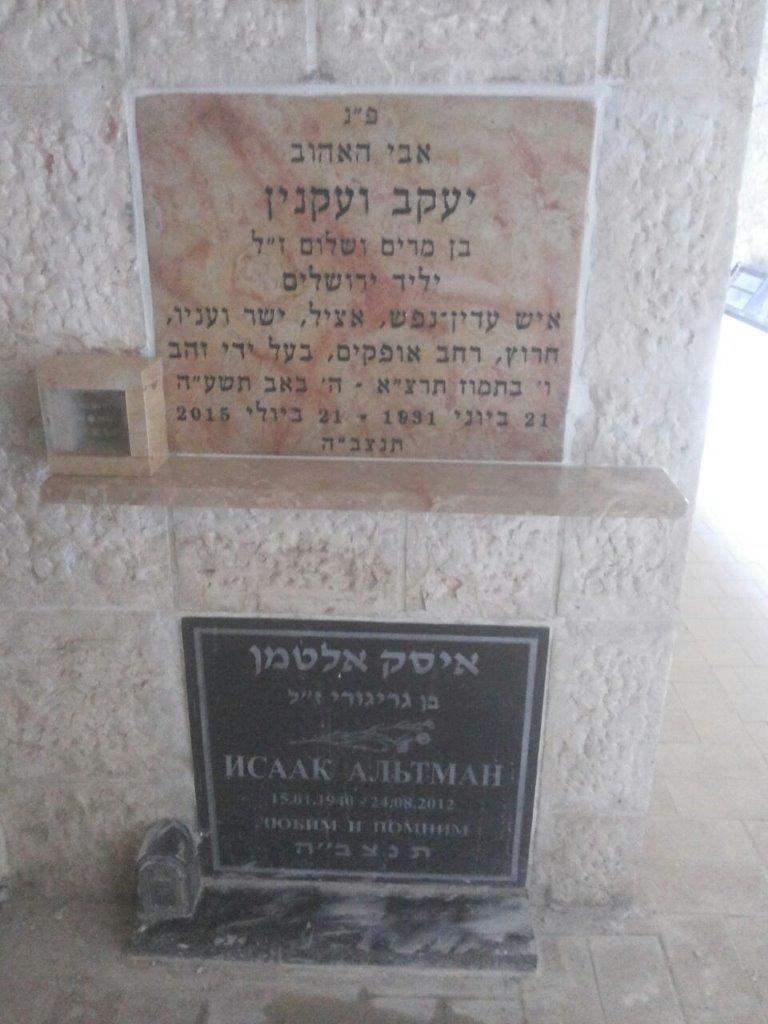 פ״נ
אבי האהוב
יעקב ועקנין
בן מרים ושלום ז״ל
יליד ירושלים
איש עדין־נפש, אציל, ישר ועניו,
חרוץ, רחב אופקים, בעל ידי זהב
ו׳ בתמוז תרצ״א - ה׳ באב תשע״ה
21 ביוני 1931 - 21 ביולי 2015
תנצב״ה
איסק אלטמן
בן גריגורי ז״ל
ИСААК АЛЬТМАН
15.01.1940 - 24.08.2012
ЛЮБИМ И ПОМНИМ
ת נ צ ב״ה